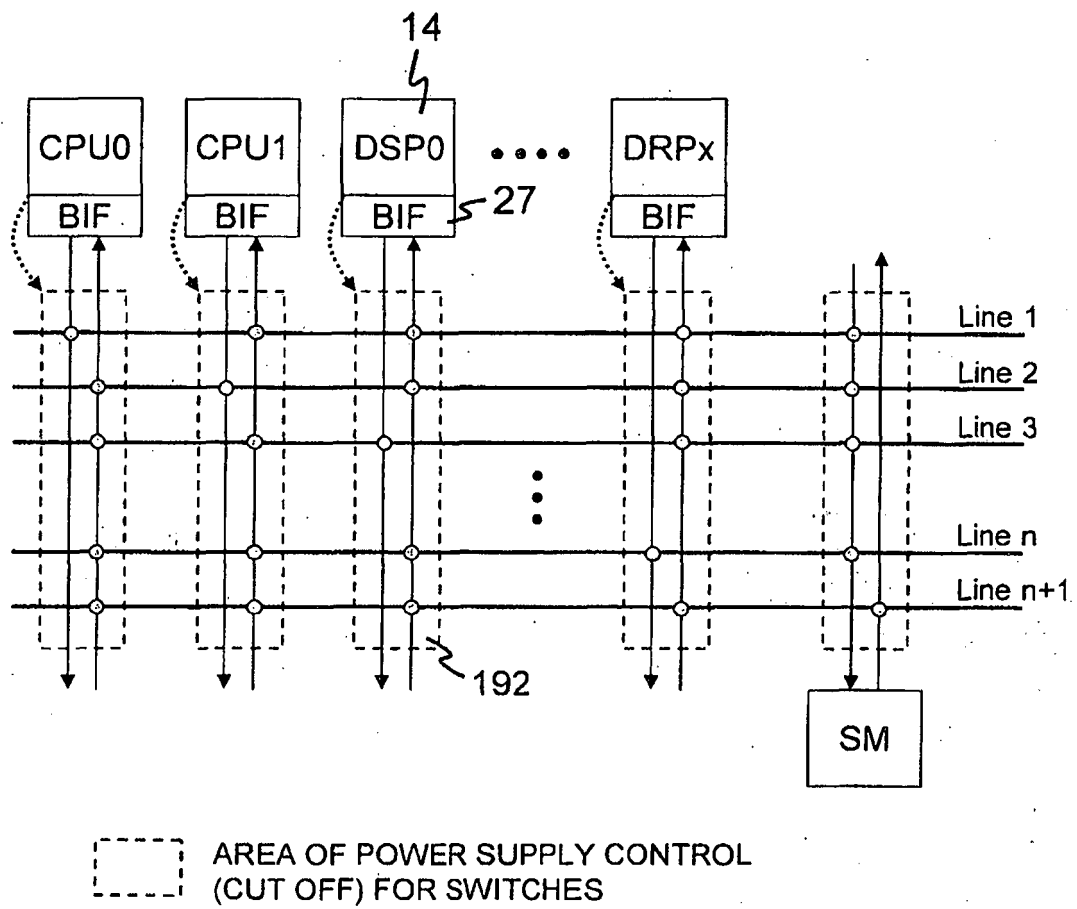 14
CPU0 CPU1 DSP0 DRPx
BIF BIF BIF 27 BIF
Line 1
Line 2
Line 3
Line n
Line n+1
192
SM
AREA OF POWER SUPPLY CONTROL
(CUT OFF) FOR SWITCHES